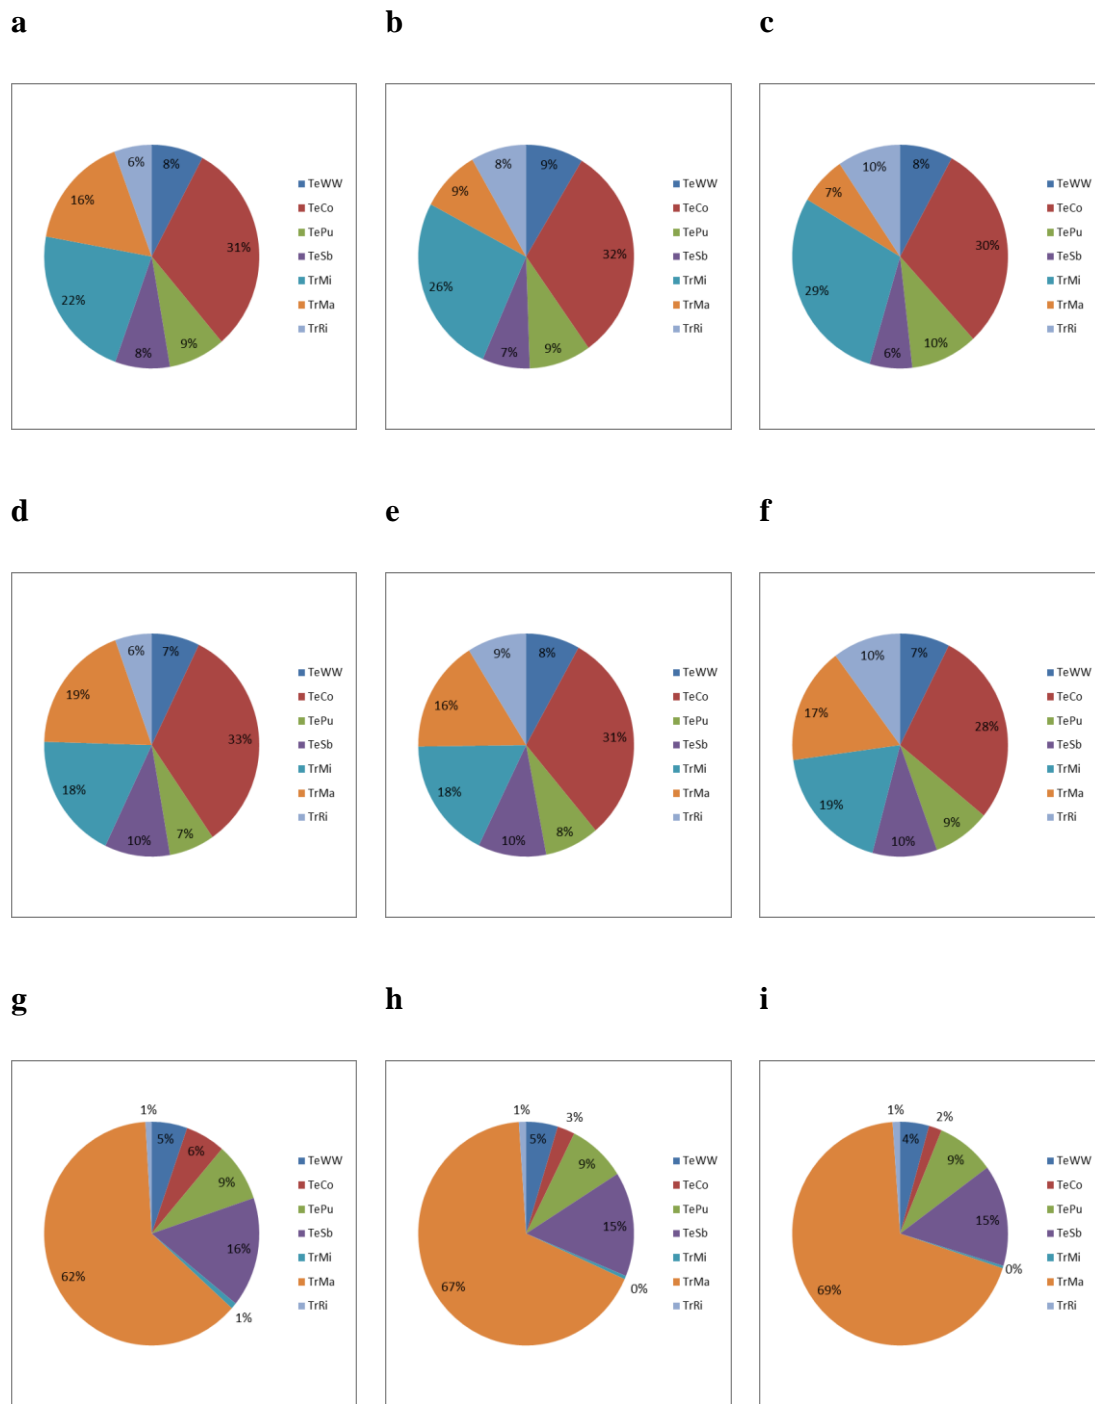 a
b
c
6%
8%
16%
31%
22%
8%
9%
TeWW
TeCo
TePu
TeSb
TrMi
TrMa
TrRi
8%
9%
9%
32%
26%
7%
9%
TeWW
TeCo
TePu
TeSb
TrMi
TrMa
TrRi
10%
8%
7%
30%
29%
6%
10%
TeWW
TeCo
TePu
TeSb
TrMi
TrMa
TrRi
d
e
f
6%
7%
19%
33%
18%
10%
7%
TeWW
TeCo
TePu
TeSb
TrMi
TrMa
TrRi
9%
8%
16%
31%
18%
10%
8%
TeWW
TeCo
TePu
TeSb
TrMi
TrMa
TrRi
10%
7%
17%
28%
19%
10%
9%
TeWW
TeCo
TePu
TeSb
TrMi
TrMa
TrRi
g
h
i
1%
5%
6%
9%
16%
62%
1%
TeWW
TeCo
TePu
TeSb
TrMi
TrMa
TrRi
1%
3%
5%
9%
15%
67%
0%
TeWW
TeCo
TePu
TeSb
TrMi
TrMa
TrRi
1%
2%
4%
9%
15%
0%
69%
TeWW
TeCo
TePu
TeSb
TrMi
TrMa
TrRi